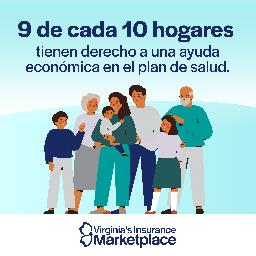 9 de cada 10 hogares
tienen derecho a una ayuda
económica en el plan de salud.
Virginia's Insurance
Marketplace